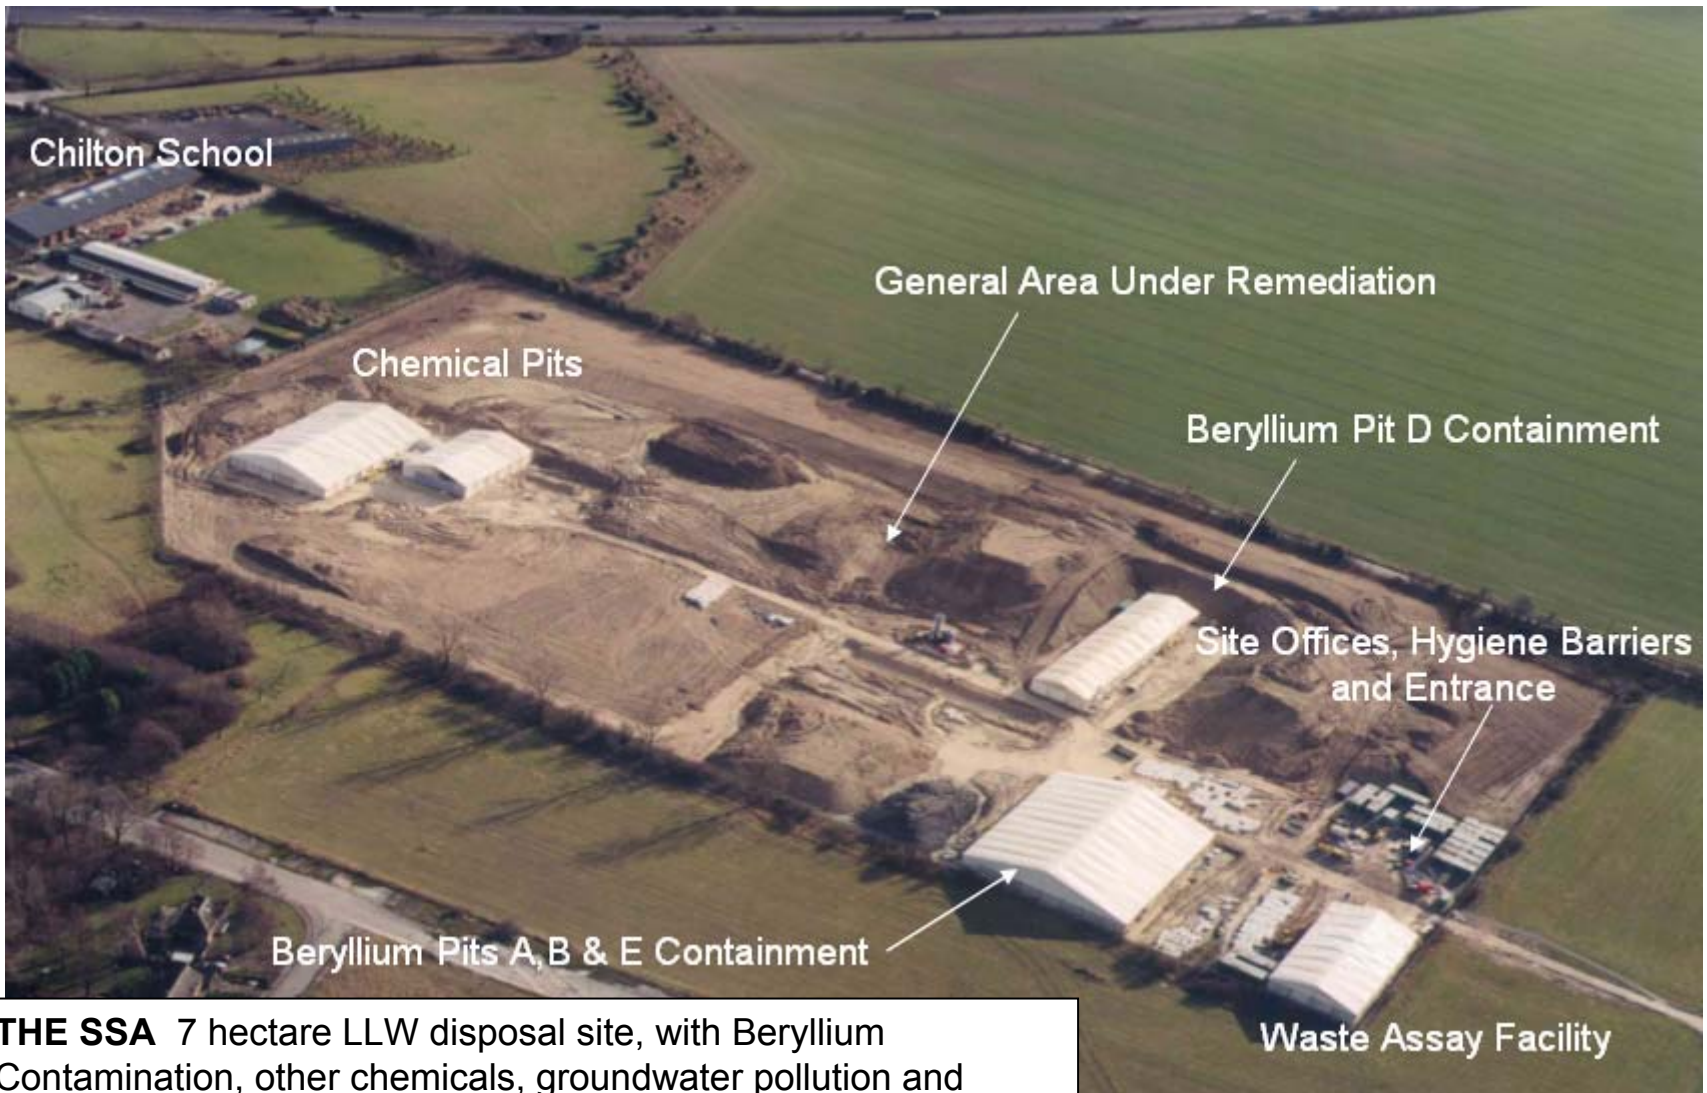 Chilton School
General Area Under Remediation
Chemical Pits
Beryllium Pit D Containment
Site Offices, Hygiene Barriers
and Entrance
Beryllium Pits A,B & E Containment
Waste Assay Facility
THE SSA 7 hectare LLW disposal site, with Beryllium
Contamination, other chemicals, groundwater pollution and